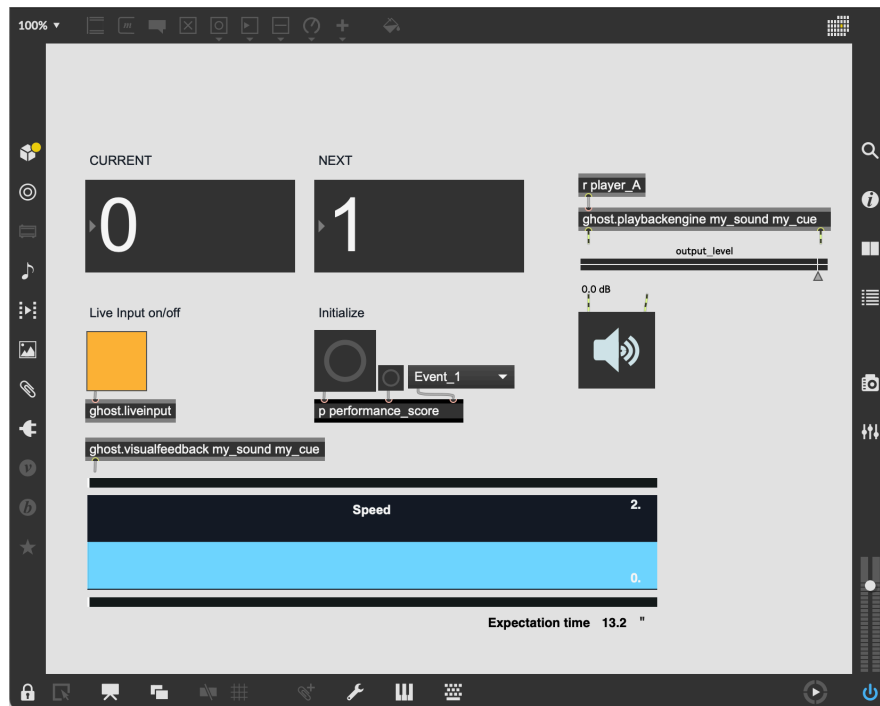 100%
CURRENT
NEXT
0
1
r player_A
ghost.playbackengine my_sound my_cue
output_level
0.0 dB
Live Input on/off
Initialize
Event_1
ghost.liveinput
p performance_score
ghost.visualfeedback my_sound my_cue
Speed
2.
0.
Expectation time 13.2 "